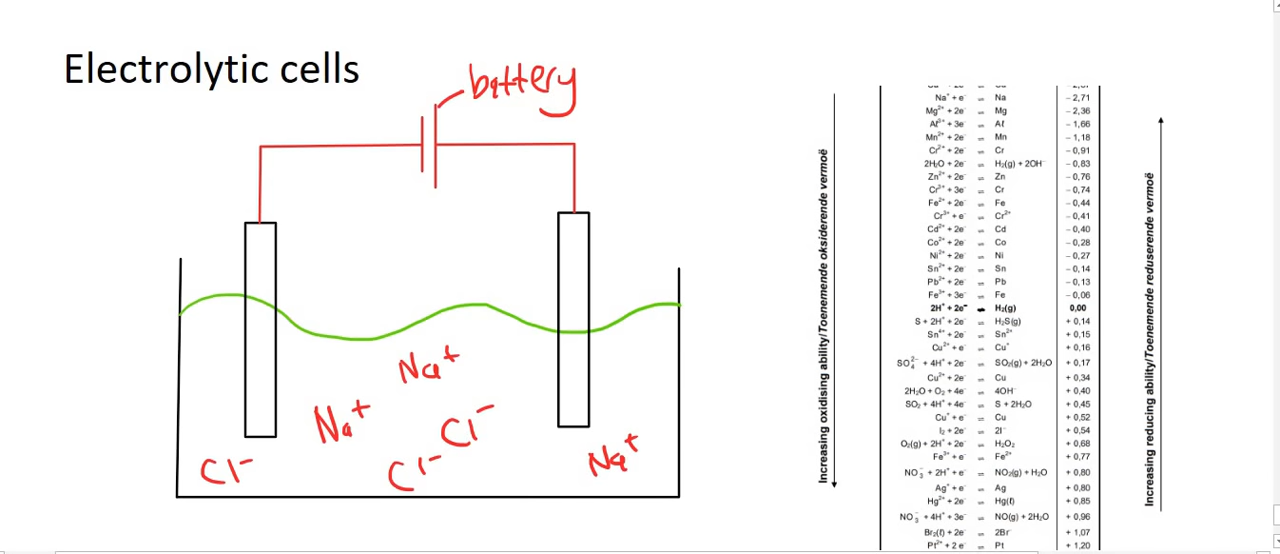 Electrolytic cells
battery
Na⁺
Na⁺
Cl⁻
Cl⁻
Cl⁻
Na⁺
Increasing oxidising ability/Toenemende oksiderende vermoë
Na⁺ + e⁻ ⇌ Na − 2,71
Mg²⁺ + 2e⁻ ⇌ Mg − 2,36
Aℓ³⁺ + 3e⁻ ⇌ Aℓ − 1,66
Mn²⁺ + 2e⁻ ⇌ Mn − 1,18
Cr²⁺ + 2e⁻ ⇌ Cr − 0,91
2H₂O + 2e⁻ ⇌ H₂(g) + 2OH⁻ − 0,83
Zn²⁺ + 2e⁻ ⇌ Zn − 0,76
Cr³⁺ + 3e⁻ ⇌ Cr − 0,74
Fe²⁺ + 2e⁻ ⇌ Fe − 0,44
Cr³⁺ + e⁻ ⇌ Cr²⁺ − 0,41
Cd²⁺ + 2e⁻ ⇌ Cd − 0,40
Co²⁺ + 2e⁻ ⇌ Co − 0,28
Ni²⁺ + 2e⁻ ⇌ Ni − 0,27
Sn²⁺ + 2e⁻ ⇌ Sn − 0,14
Pb²⁺ + 2e⁻ ⇌ Pb − 0,13
Fe³⁺ + 3e⁻ ⇌ Fe − 0,06
2H⁺ + 2e⁻ ⇌ H₂(g) 0,00
S + 2H⁺ + 2e⁻ ⇌ H₂S(g) + 0,14
Sn⁴⁺ + 2e⁻ ⇌ Sn²⁺ + 0,15
Cu²⁺ + e⁻ ⇌ Cu⁺ + 0,16
SO₄²⁻ + 4H⁺ + 2e⁻ ⇌ SO₂(g) + 2H₂O + 0,17
Cu²⁺ + 2e⁻ ⇌ Cu + 0,34
2H₂O + O₂ + 4e⁻ ⇌ 4OH⁻ + 0,40
SO₂ + 4H⁺ + 4e⁻ ⇌ S + 2H₂O + 0,45
Cu⁺ + e⁻ ⇌ Cu + 0,52
I₂ + 2e⁻ ⇌ 2I⁻ + 0,54
O₂(g) + 2H⁺ + 2e⁻ ⇌ H₂O₂ + 0,68
Fe³⁺ + e⁻ ⇌ Fe²⁺ + 0,77
NO₃⁻ + 2H⁺ + e⁻ ⇌ NO₂(g) + H₂O + 0,80
Ag⁺ + e⁻ ⇌ Ag + 0,80
Hg²⁺ + 2e⁻ ⇌ Hg(ℓ) + 0,85
NO₃⁻ + 4H⁺ + 3e⁻ ⇌ NO(g) + 2H₂O + 0,96
Br₂(ℓ) + 2e⁻ ⇌ 2Br⁻ + 1,07
Pt²⁺ + 2 e⁻ ⇌ Pt + 1,20
Increasing reducing ability/Toenemende reduserende vermoë